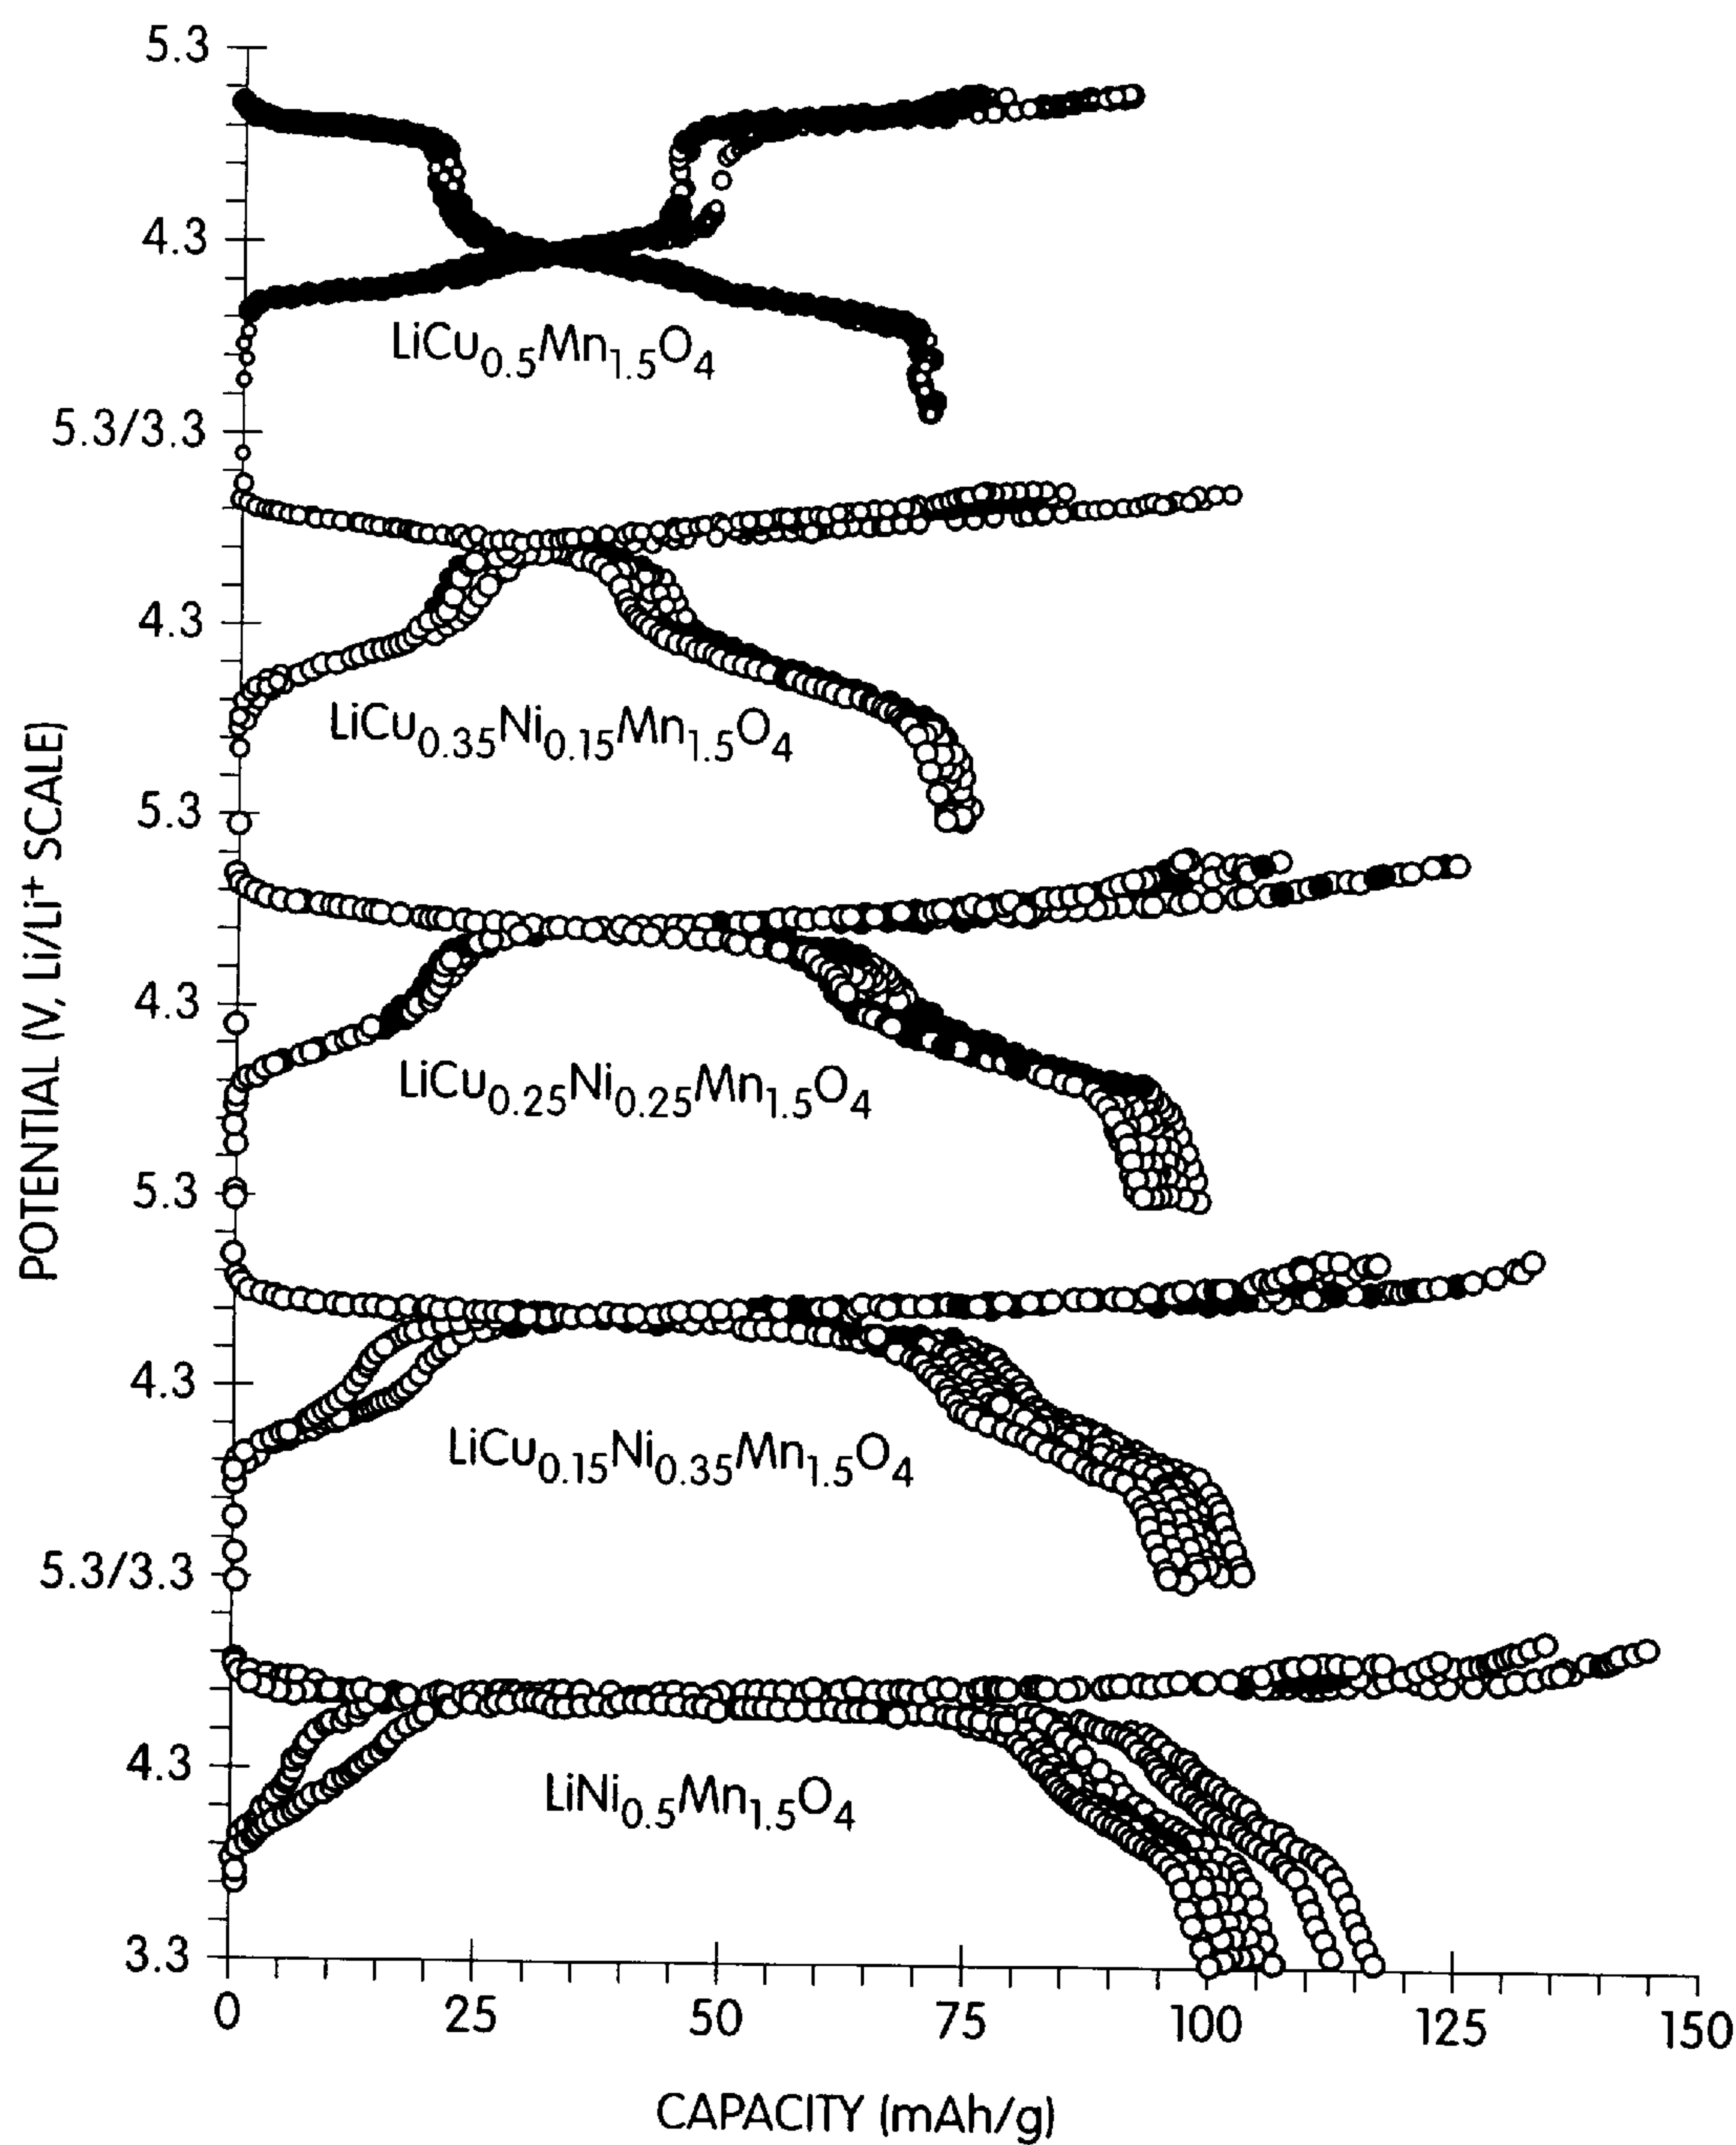 5.3
4.3
LiCu0.5Mn1.5O4
5.3/3.3
4.3
LiCu0.35Ni0.15Mn1.5O4
POTENTIAL (V, Li/Li+ SCALE)
5.3
4.3
LiCu0.25Ni0.25Mn1.5O4
5.3
4.3
LiCu0.15Ni0.35Mn1.5O4
5.3/3.3
4.3
LiNi0.5Mn1.5O4
3.3
0 25 50 75 100 125 150
CAPACITY (mAh/g)